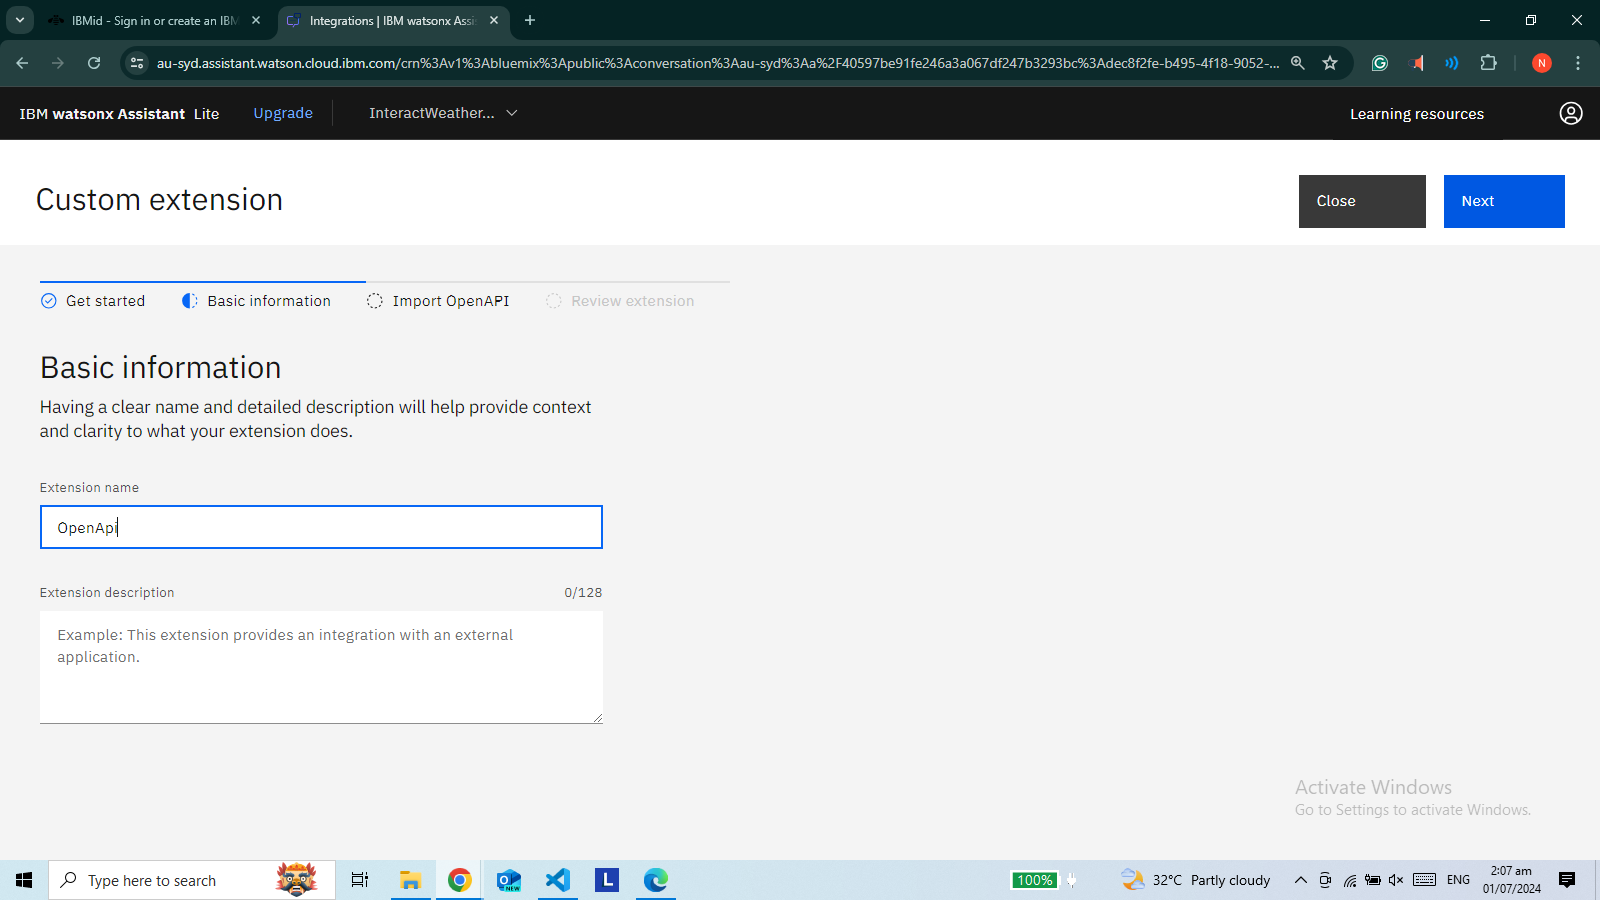 IBMid - Sign in or create an IBM
Integrations | IBM watsonx Assis
au-syd.assistant.watson.cloud.ibm.com/crn%3Av1%3Abluemix%3Apublic%3Aconversation%3Aau-syd%3Aa%2F40597be91fe246a3a067df247b3293bc%3Adec8f2fe-b495-4f18-9052-...
N
IBM watsonx Assistant Lite
Upgrade
InteractWeather...
Learning resources
Custom extension
Close
Next
Get started
Basic information
Import OpenAPI
Review extension
Basic information
Having a clear name and detailed description will help provide context
and clarity to what your extension does.
Extension name
OpenApi
Extension description
0/128
Example: This extension provides an integration with an external
application.
Activate Windows
Go to Settings to activate Windows.
Type here to search
NEW
L
100%
32°C Partly cloudy
ENG
2:07 am
01/07/2024